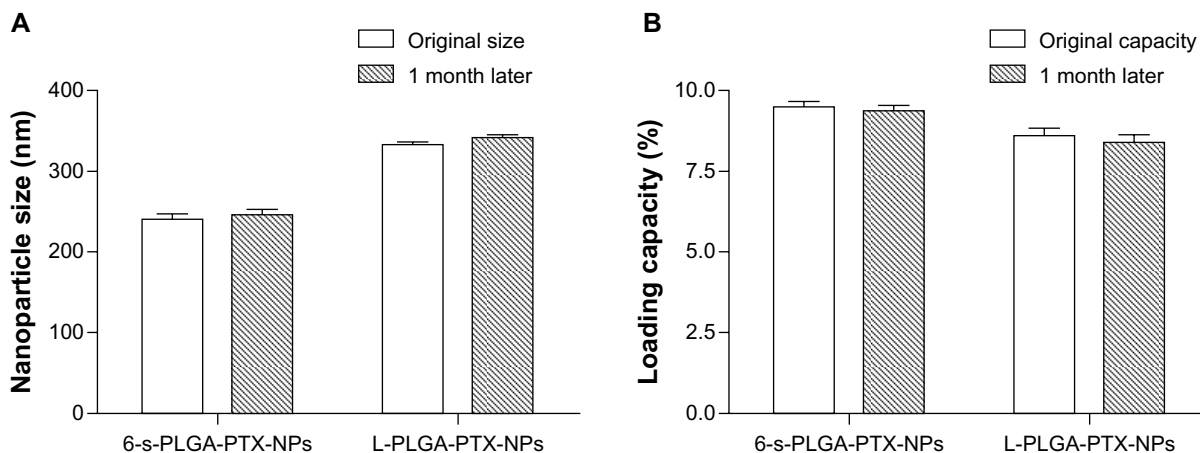 A
Original size
1 month later
Nanoparticle size (nm)
400
300
200
100
0
6-s-PLGA-PTX-NPs
L-PLGA-PTX-NPs
B
Original capacity
1 month later
Loading capacity (%)
10.0
7.5
5.0
2.5
0.0
6-s-PLGA-PTX-NPs
L-PLGA-PTX-NPs